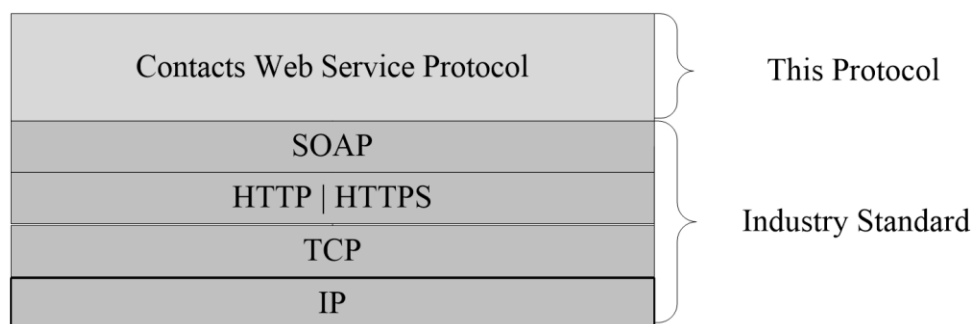 Contacts Web Service Protocol
This Protocol
SOAP
HTTP | HTTPS
Industry Standard
TCP
IP